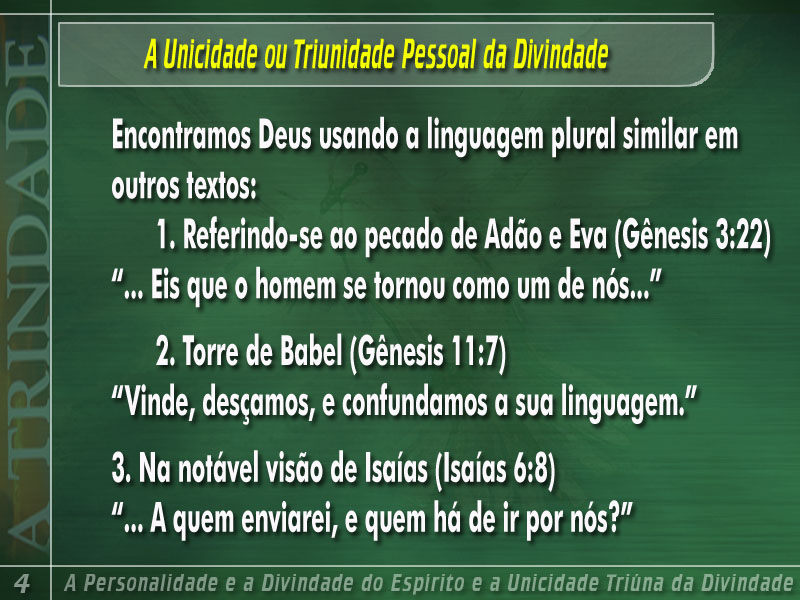 A Unicidade ou Triunidade Pessoal da Divindade
Encontramos Deus usando a linguagem plural similar em
outros textos:
1. Referindo-se ao pecado de Adão e Eva (Gênesis 3:22)
“... Eis que o homem se tornou como um de nós...”
2. Torre de Babel (Gênesis 11:7)
“Vinde, desçamos, e confundamos a sua linguagem.”
3. Na notável visão de Isaías (Isaías 6:8)
“... A quem enviarei, e quem há de ir por nós?”
A TRINDADE
4 A Personalidade e a Divindade do Espírito e a Unicidade Triúna da Divindade